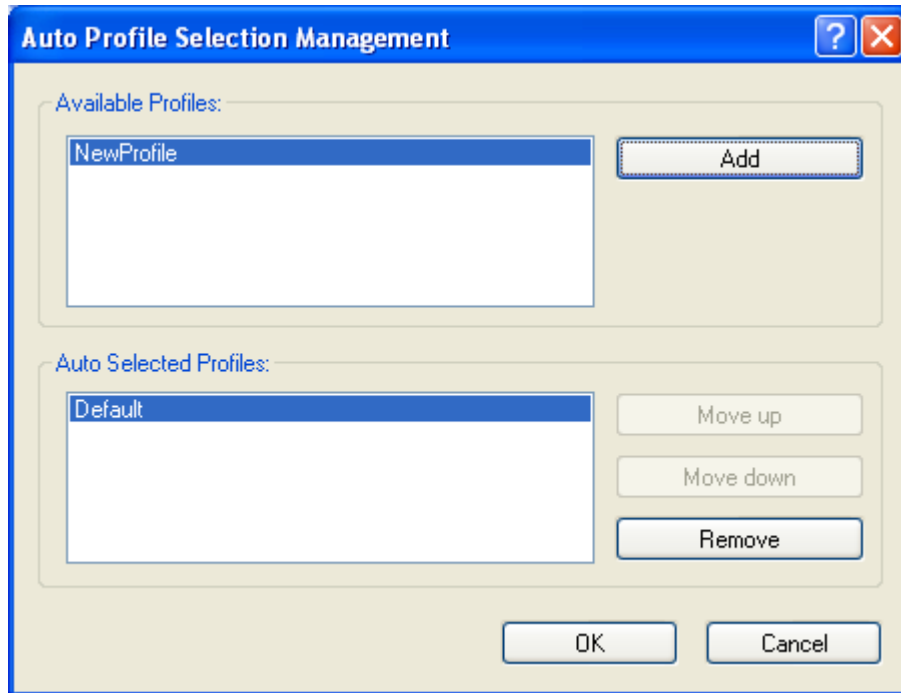 Auto Profile Selection Management
Available Profiles:
NewProfile
Add
Auto Selected Profiles:
Default
Move up
Move down
Remove
OK
Cancel